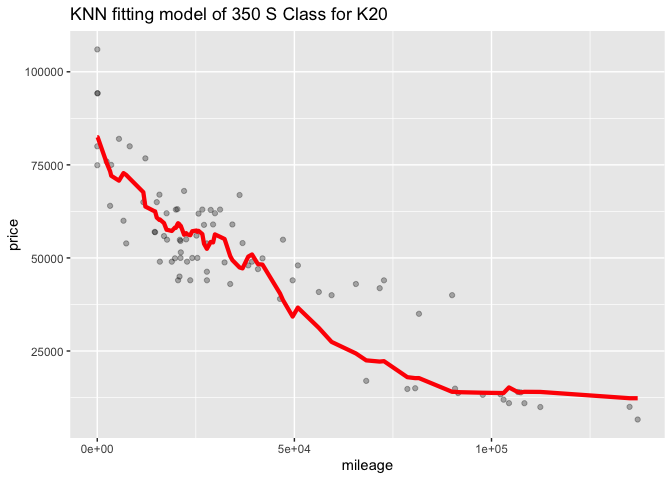 KNN fitting model of 350 S Class for K20
100000
75000
50000
25000
price
0e+00 5e+04 1e+05
mileage